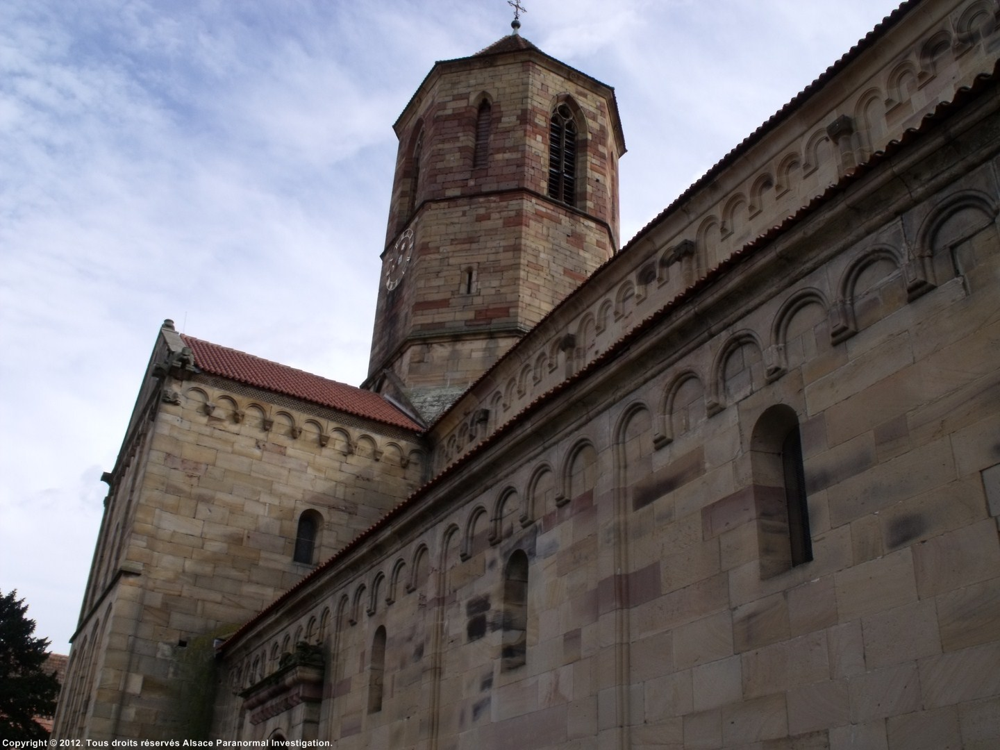 Copyright © 2012. Tous droits réservés Alsace Paranormal Investigation.